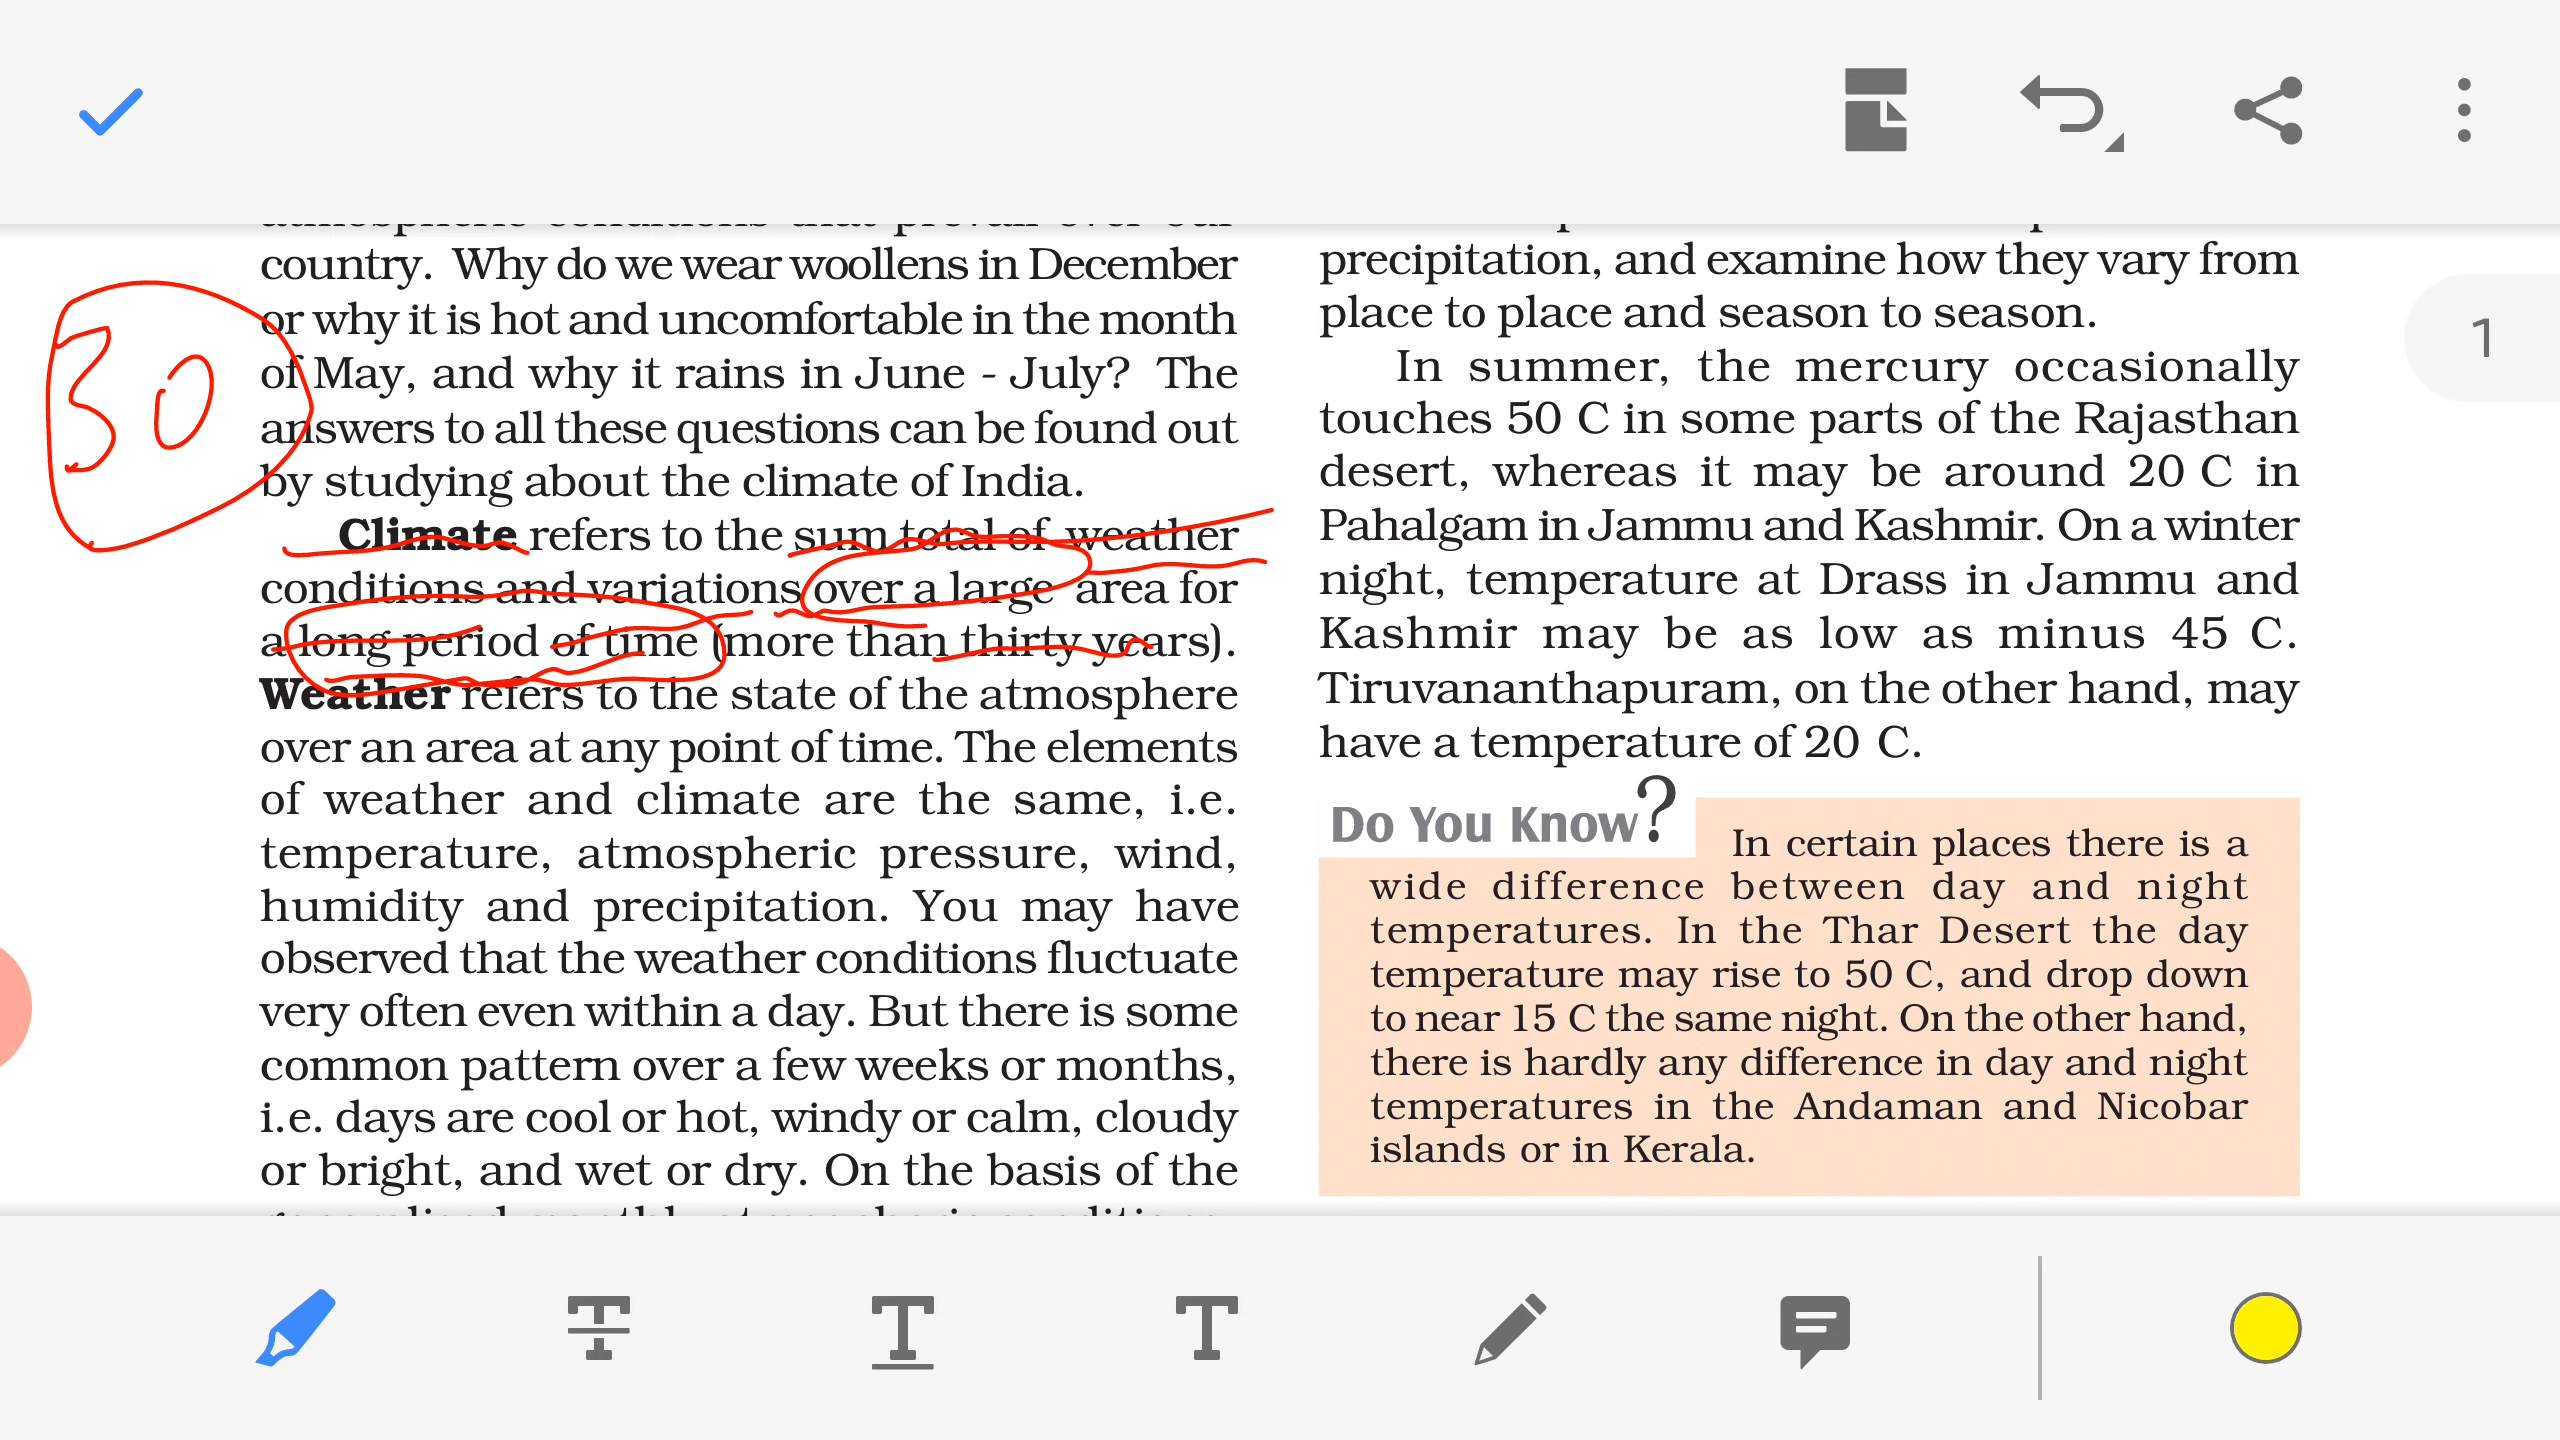 country. Why do we wear woollens in December
or why it is hot and uncomfortable in the month
of May, and why it rains in June - July? The
answers to all these questions can be found out
by studying about the climate of India.
Climate refers to the sum total of weather
conditions and variations over a large area for
a long period of time (more than thirty years).
Weather refers to the state of the atmosphere
over an area at any point of time. The elements
of weather and climate are the same, i.e.
temperature, atmospheric pressure, wind,
humidity and precipitation. You may have
observed that the weather conditions fluctuate
very often even within a day. But there is some
common pattern over a few weeks or months,
i.e. days are cool or hot, windy or calm, cloudy
or bright, and wet or dry. On the basis of the
30
precipitation, and examine how they vary from
place to place and season to season.
In summer, the mercury occasionally
touches 50 C in some parts of the Rajasthan
desert, whereas it may be around 20 C in
Pahalgam in Jammu and Kashmir. On a winter
night, temperature at Drass in Jammu and
Kashmir may be as low as minus 45 C.
Tiruvananthapuram, on the other hand, may
have a temperature of 20 C.
Do You Know?
In certain places there is a
wide difference between day and night
temperatures. In the Thar Desert the day
temperature may rise to 50 C, and drop down
to near 15 C the same night. On the other hand,
there is hardly any difference in day and night
temperatures in the Andaman and Nicobar
islands or in Kerala.
1